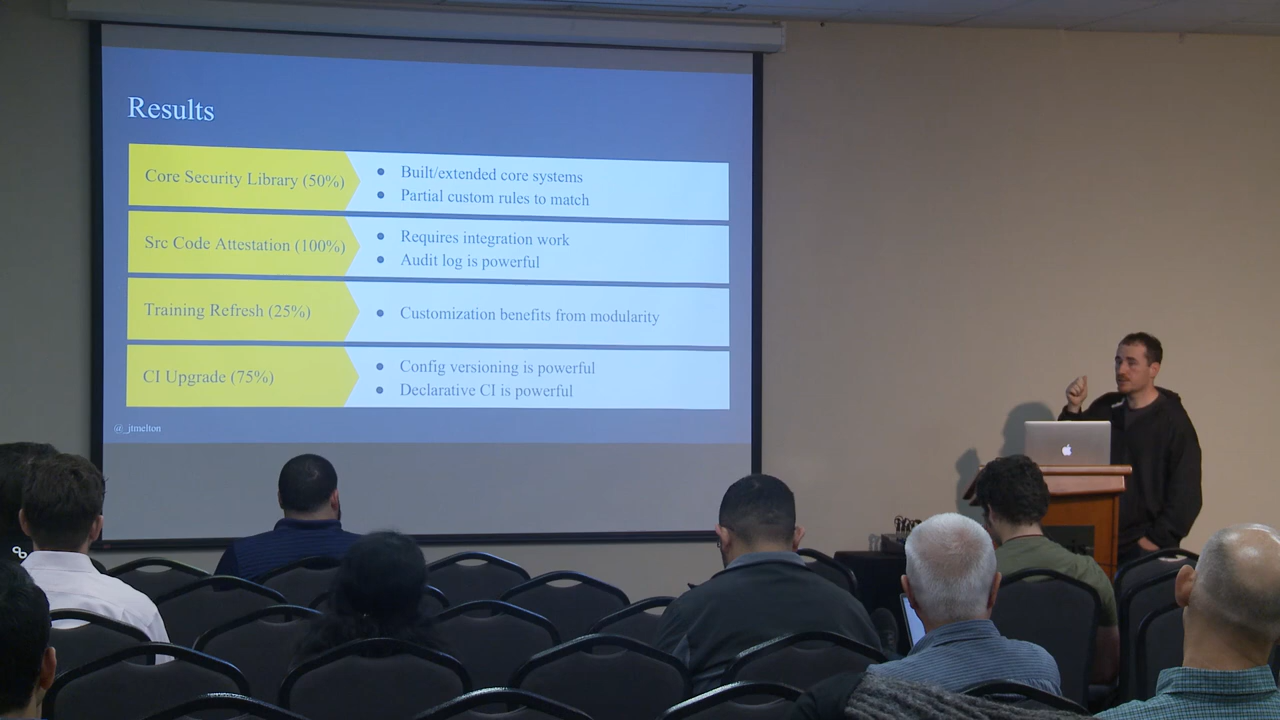 Results
Core Security Library (50%)
● Built/extended core systems
● Partial custom rules to match
Src Code Attestation (100%)
● Requires integration work
● Audit log is powerful
Training Refresh (25%)
● Customization benefits from modularity
CI Upgrade (75%)
● Config versioning is powerful
● Declarative CI is powerful
@_jtmelton